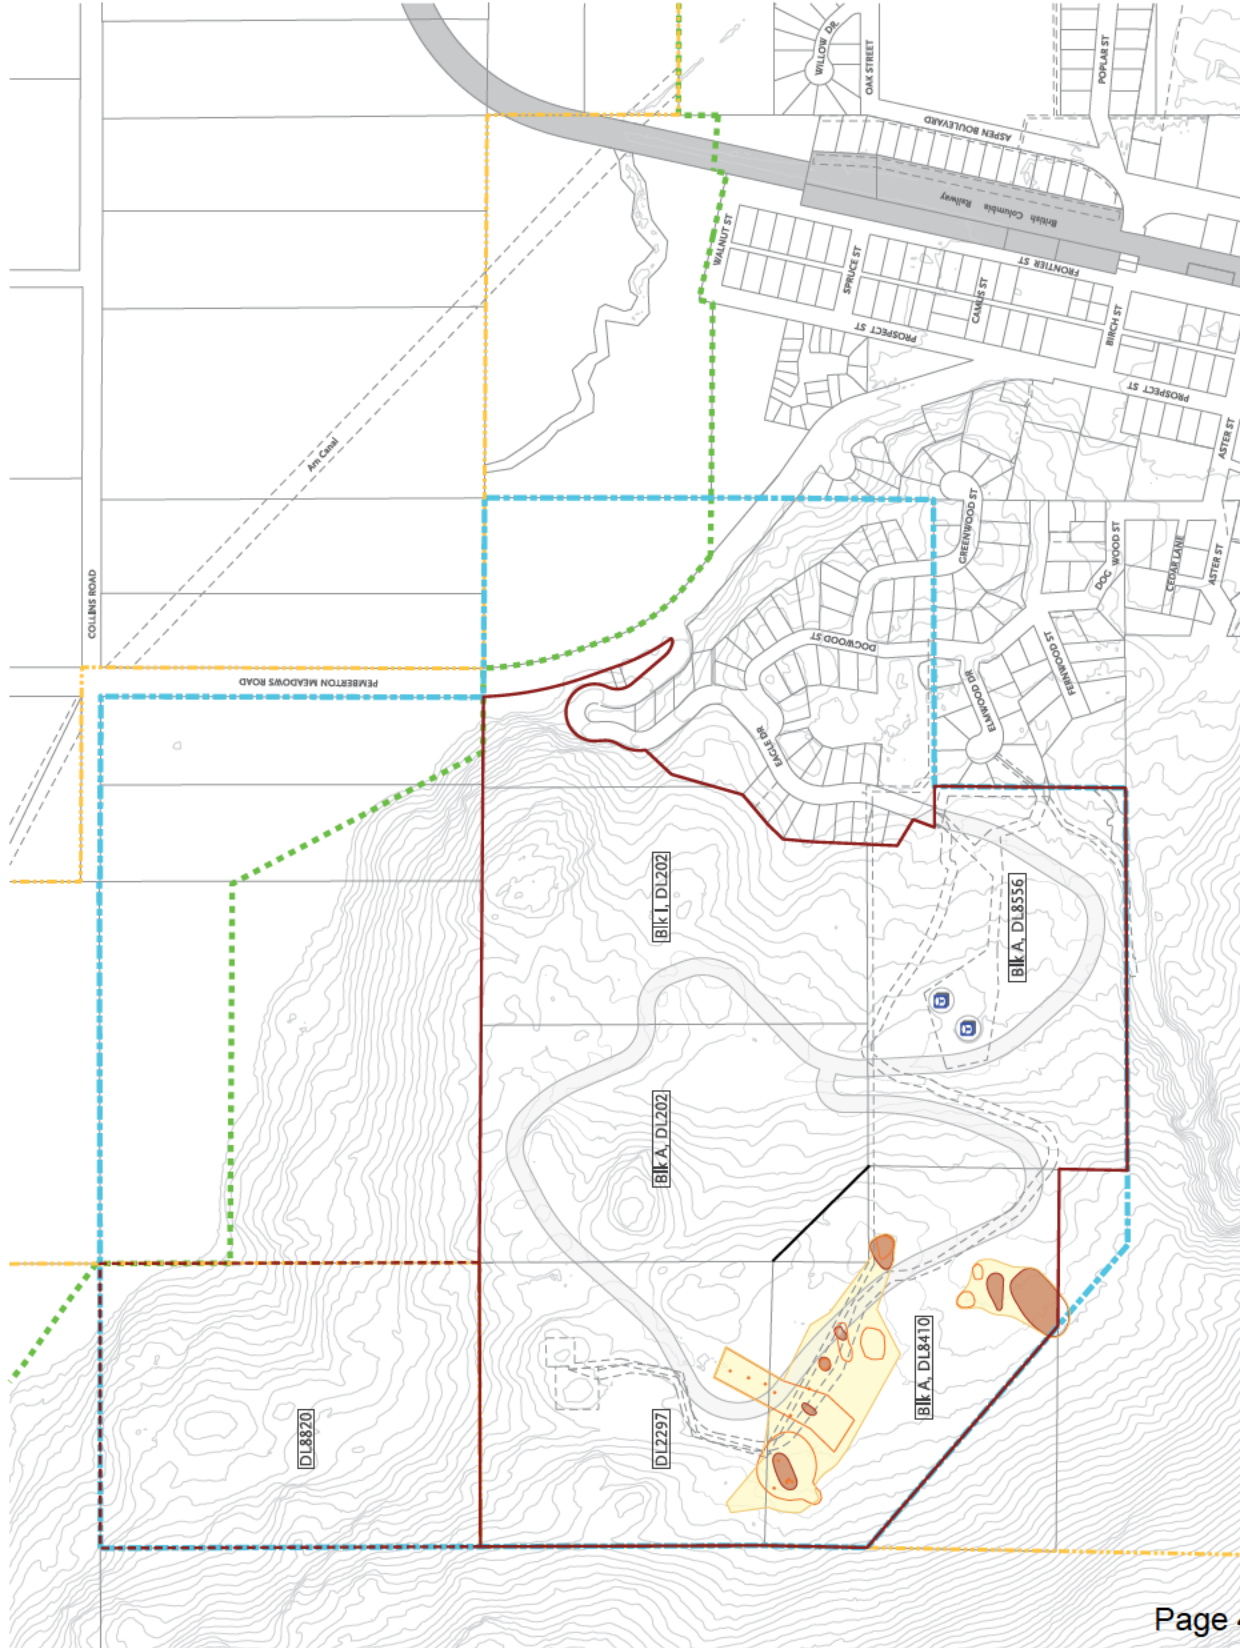 WILLOW DR.
OAK STREET
POPLAR ST
ASPEN BOULEVARD
British Columbia Railway
WALNUT ST
SPRUCE ST
FRONTIER ST
CAMUS ST
BIRCH ST
PROSPECT ST
PROSPECT ST
ASTER ST
Arn Canal
COLLINS ROAD
GREENWOOD ST
DOG WOOD ST
CEDAR LANE
ASTER ST
PEMBERTON MEADOWS ROAD
DOGWOOD ST
FERNWOOD ST
ELMWOOD DR
EAGLE DR
Blk I, DL202
Blk A, DL8556
Blk A, DL202
Blk A, DL8410
DL8820
DL2297
Page